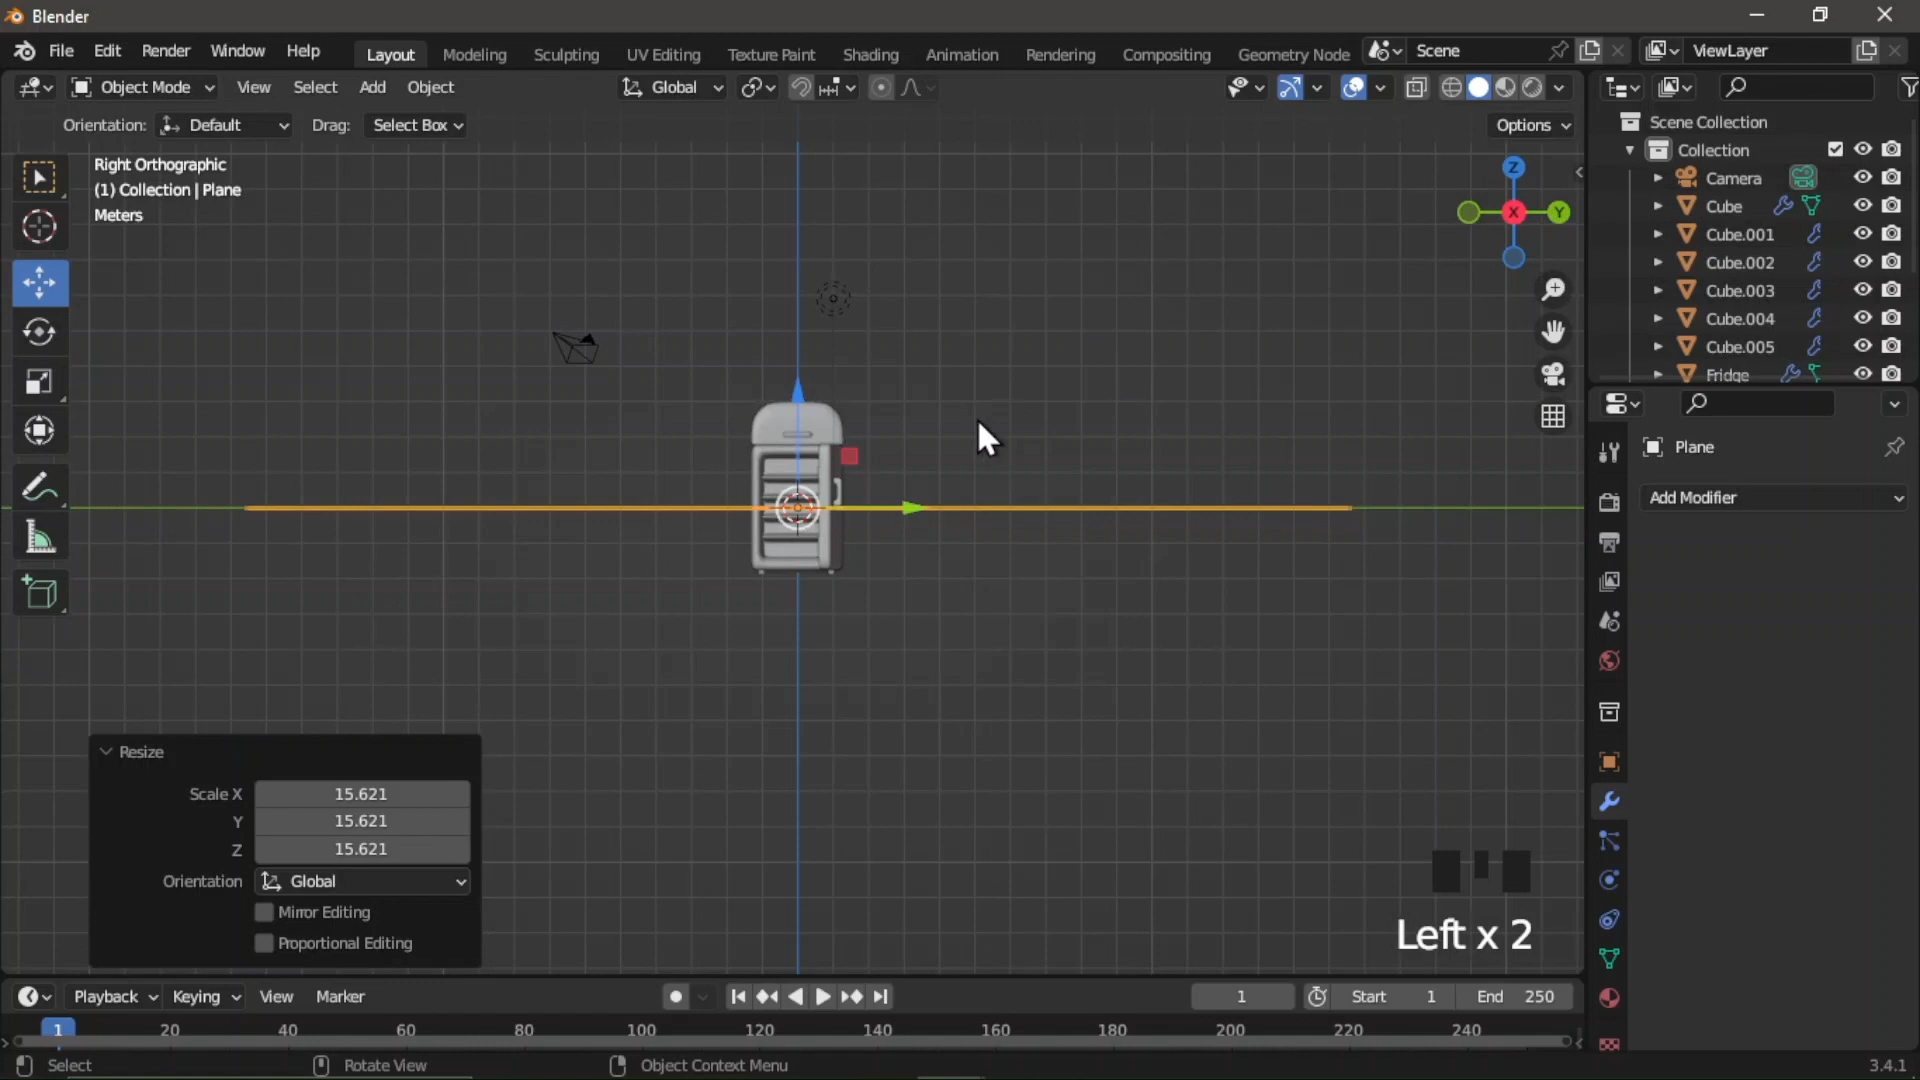 Blender
File Edit Render Window Help Layout Modeling Sculpting UV Editing Texture Paint Shading Animation Rendering Compositing Geometry Node Scene ViewLayer
Object Mode View Select Add Object Global
Orientation: Default Drag: Select Box Options
Right Orthographic
(1) Collection | Plane
Meters
Z
Y
X
Scene Collection
Collection
Camera
Cube
Cube.001
Cube.002
Cube.003
Cube.004
Cube.005
Fridge
Plane
Add Modifier
Resize
Scale X 15.621
Y 15.621
Z 15.621
Orientation Global
Mirror Editing
Proportional Editing
Left x 2
Playback Keying View Marker 1 Start 1 End 250
1 20 40 60 80 100 120 140 160 180 200 220 240
Select Rotate View Object Context Menu 3.4.1